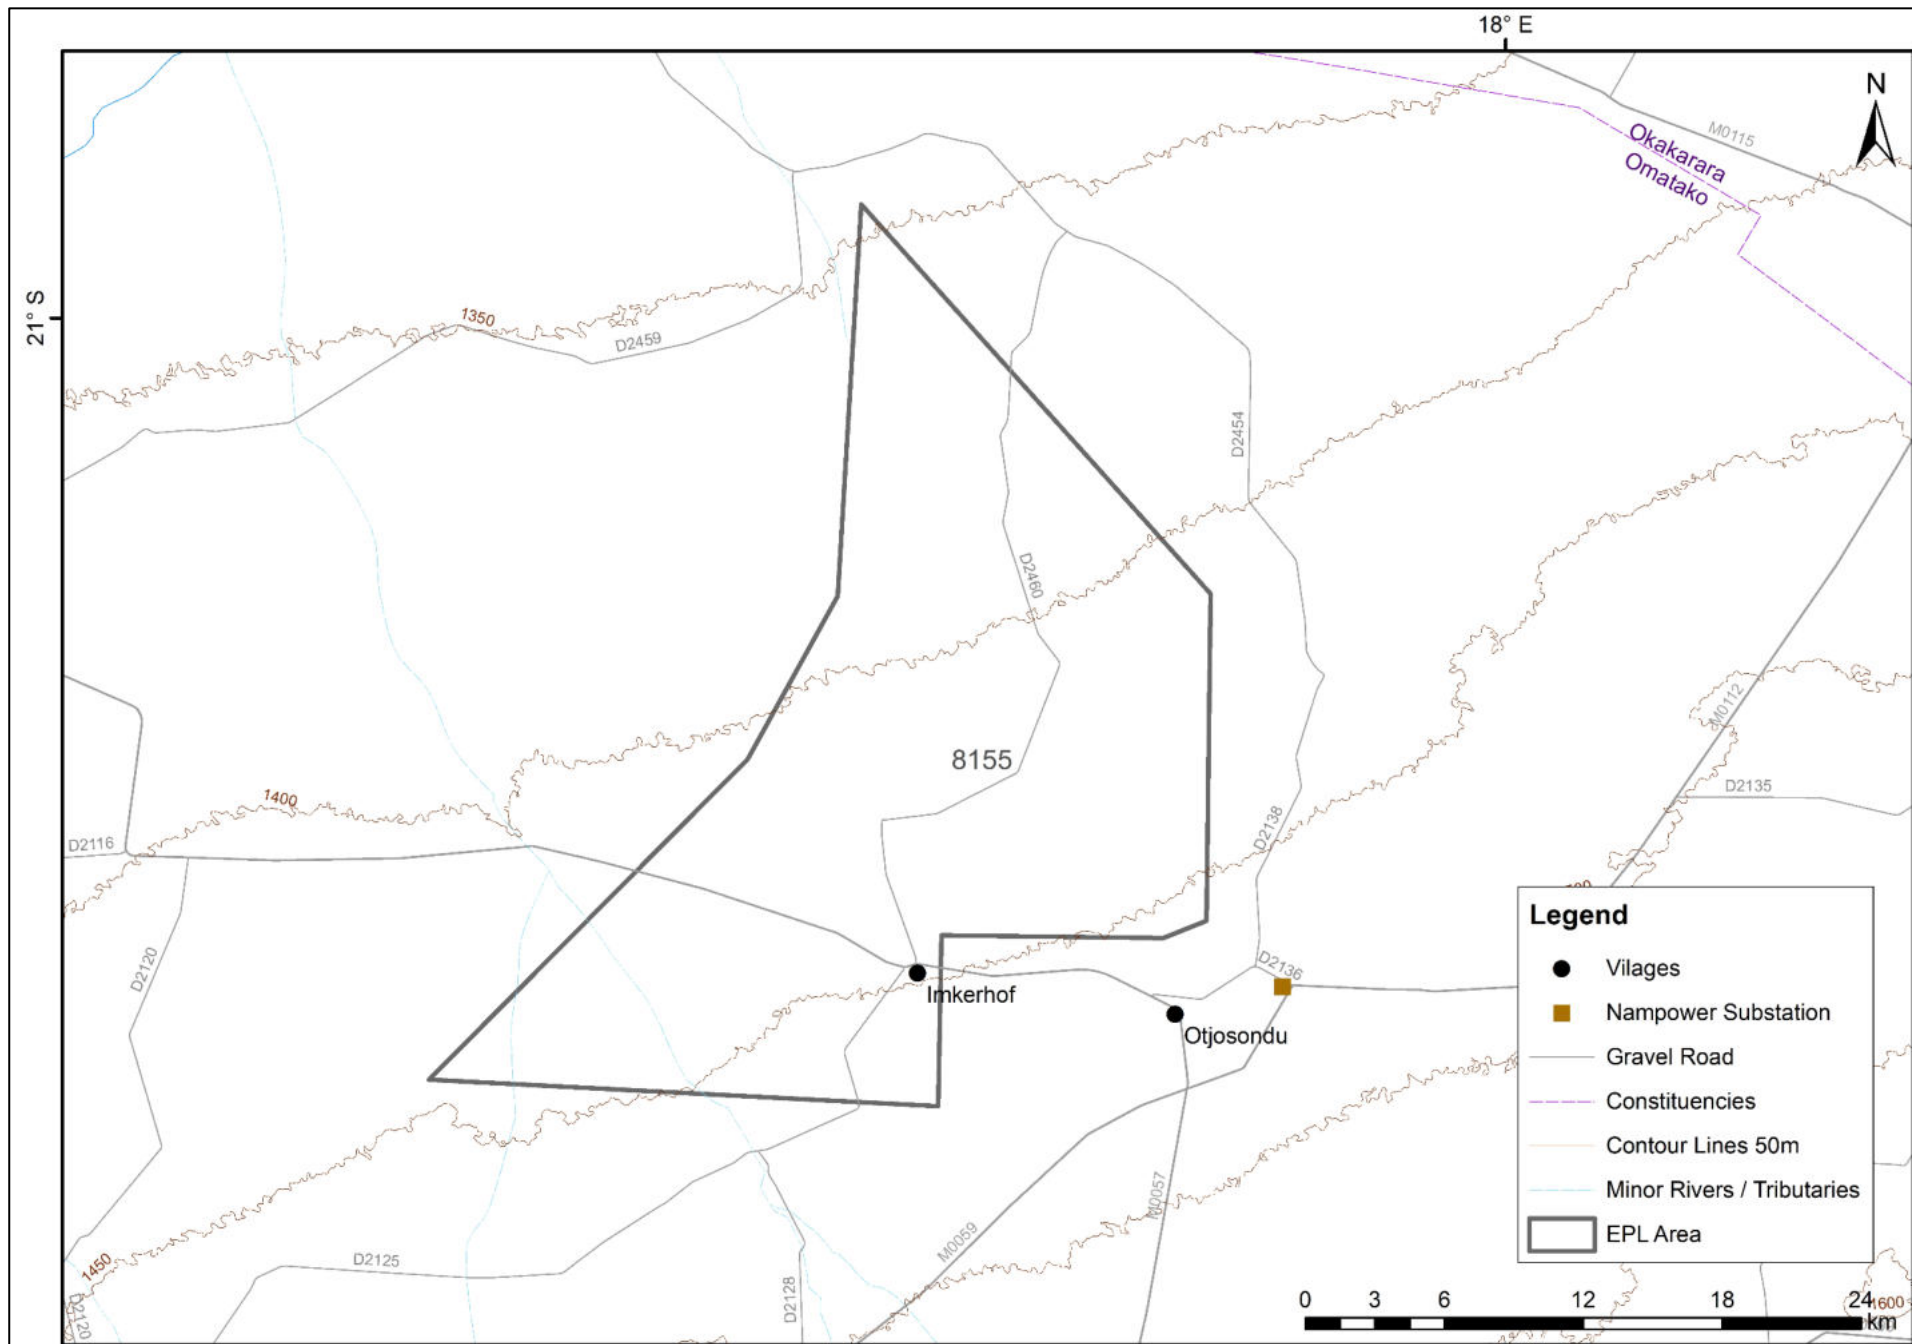 18° E
N
M0115
Okakarara
Omatako
21° S
1350
D2459
D2454
D2460
M0112
8155
D2135
1400
D2138
D2116
Legend
Vilages
Nampower Substation
Gravel Road
Constituencies
Contour Lines 50m
Minor Rivers / Tributaries
EPL Area
D2120
D2136
Imkerhof
Otjosondu
M0057
M0059
1450
D2125
D2128
D2120
0 3 6 12 18 24
km
1600